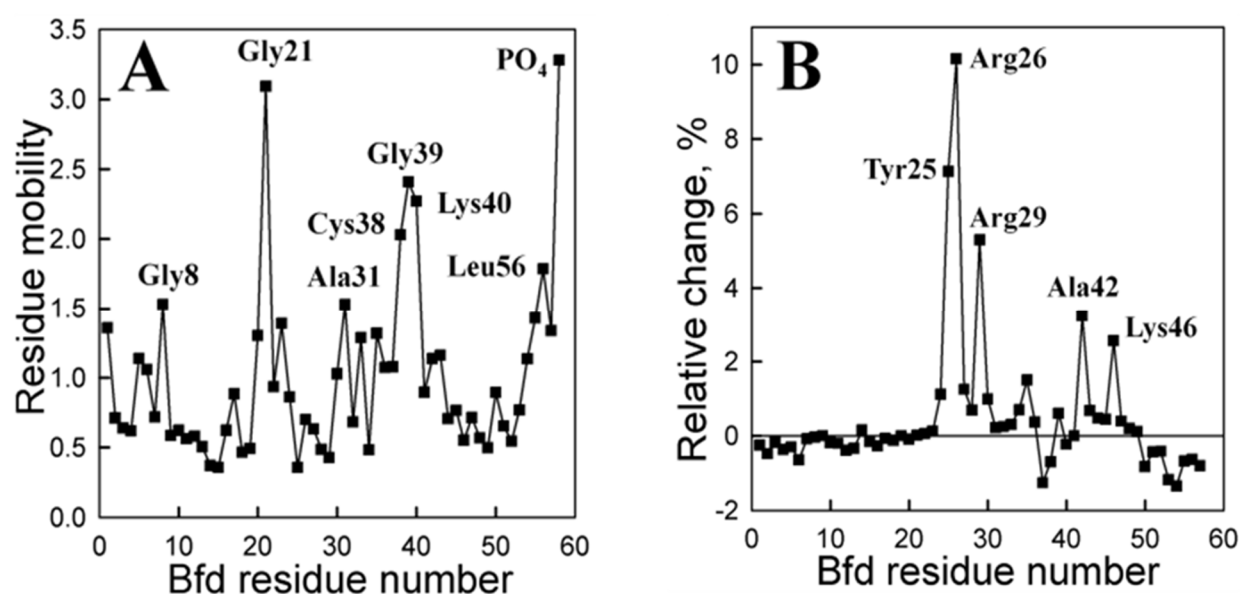 A
Residue mobility
3.5
3.0
2.5
2.0
1.5
1.0
0.5
0.0
Gly8
Gly21
Ala31
Cys38
Gly39
Lys40
Leu56
PO4
0 10 20 30 40 50 60
Bfd residue number
B
Relative change, %
10
8
6
4
2
0
-2
Tyr25
Arg26
Arg29
Ala42
Lys46
0 10 20 30 40 50 60
Bfd residue number